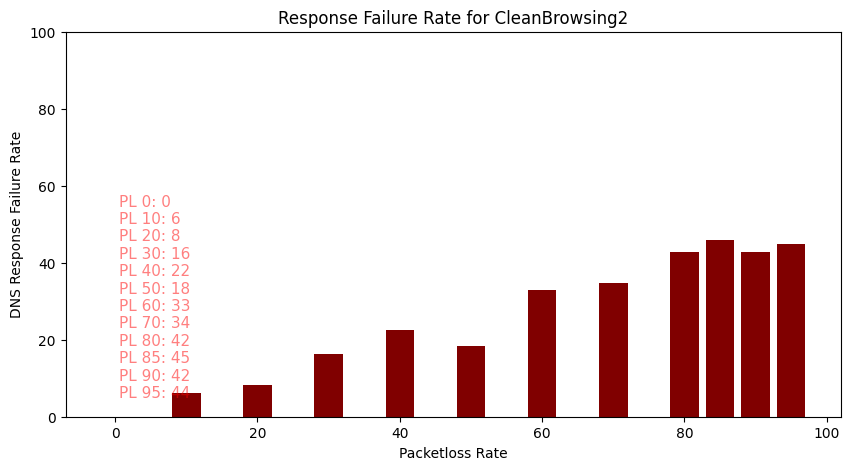 Response Failure Rate for CleanBrowsing2
100
80
60
40
20
0
DNS Response Failure Rate
PL 0: 0
PL 10: 6
PL 20: 8
PL 30: 16
PL 40: 22
PL 50: 18
PL 60: 33
PL 70: 34
PL 80: 42
PL 85: 45
PL 90: 42
PL 95: 44
0 20 40 60 80 100
Packetloss Rate